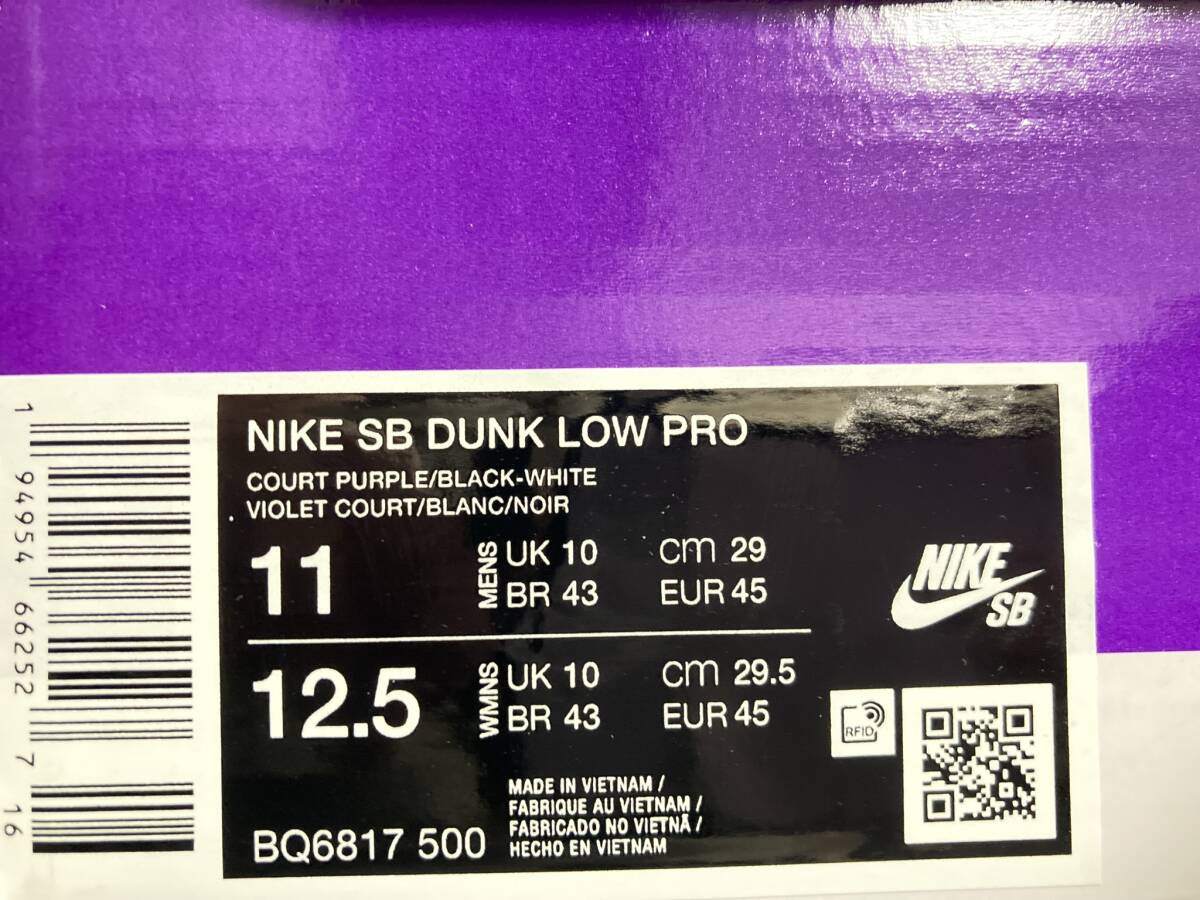 NIKE SB DUNK LOW PRO
COURT PURPLE/BLACK-WHITE
VIOLET COURT/BLANC/NOIR
11
MENS
UK 10
cm 29
BR 43
EUR 45
12.5
WMNS
UK 10
cm 29.5
BR 43
EUR 45
NIKE
SB
RFID
MADE IN VIETNAM /
FABRIQUE AU VIETNAM /
FABRICADO NO VIETNÃ /
HECHO EN VIETNAM
BQ6817 500
1 94954 66252 7
16